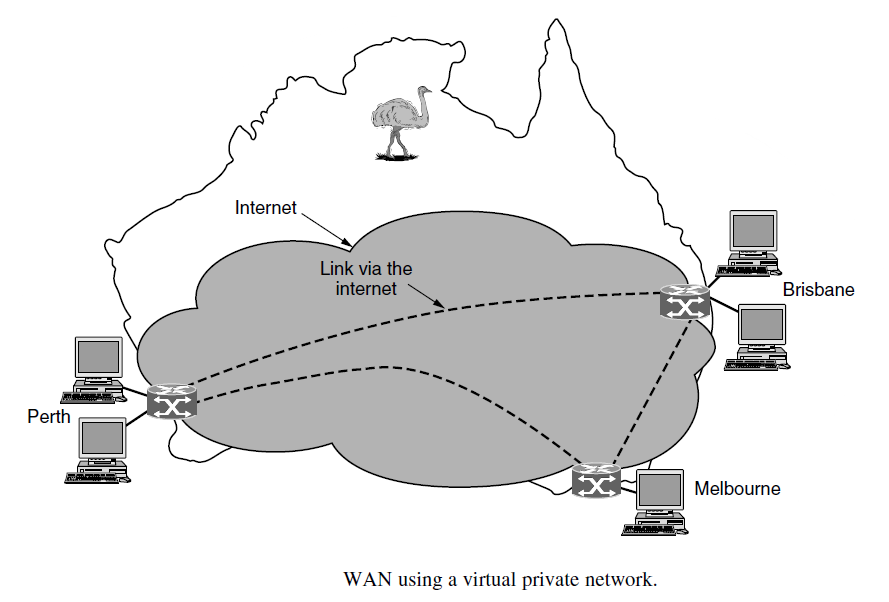 Internet
Link via the
internet
Brisbane
Perth
Melbourne
WAN using a virtual private network.